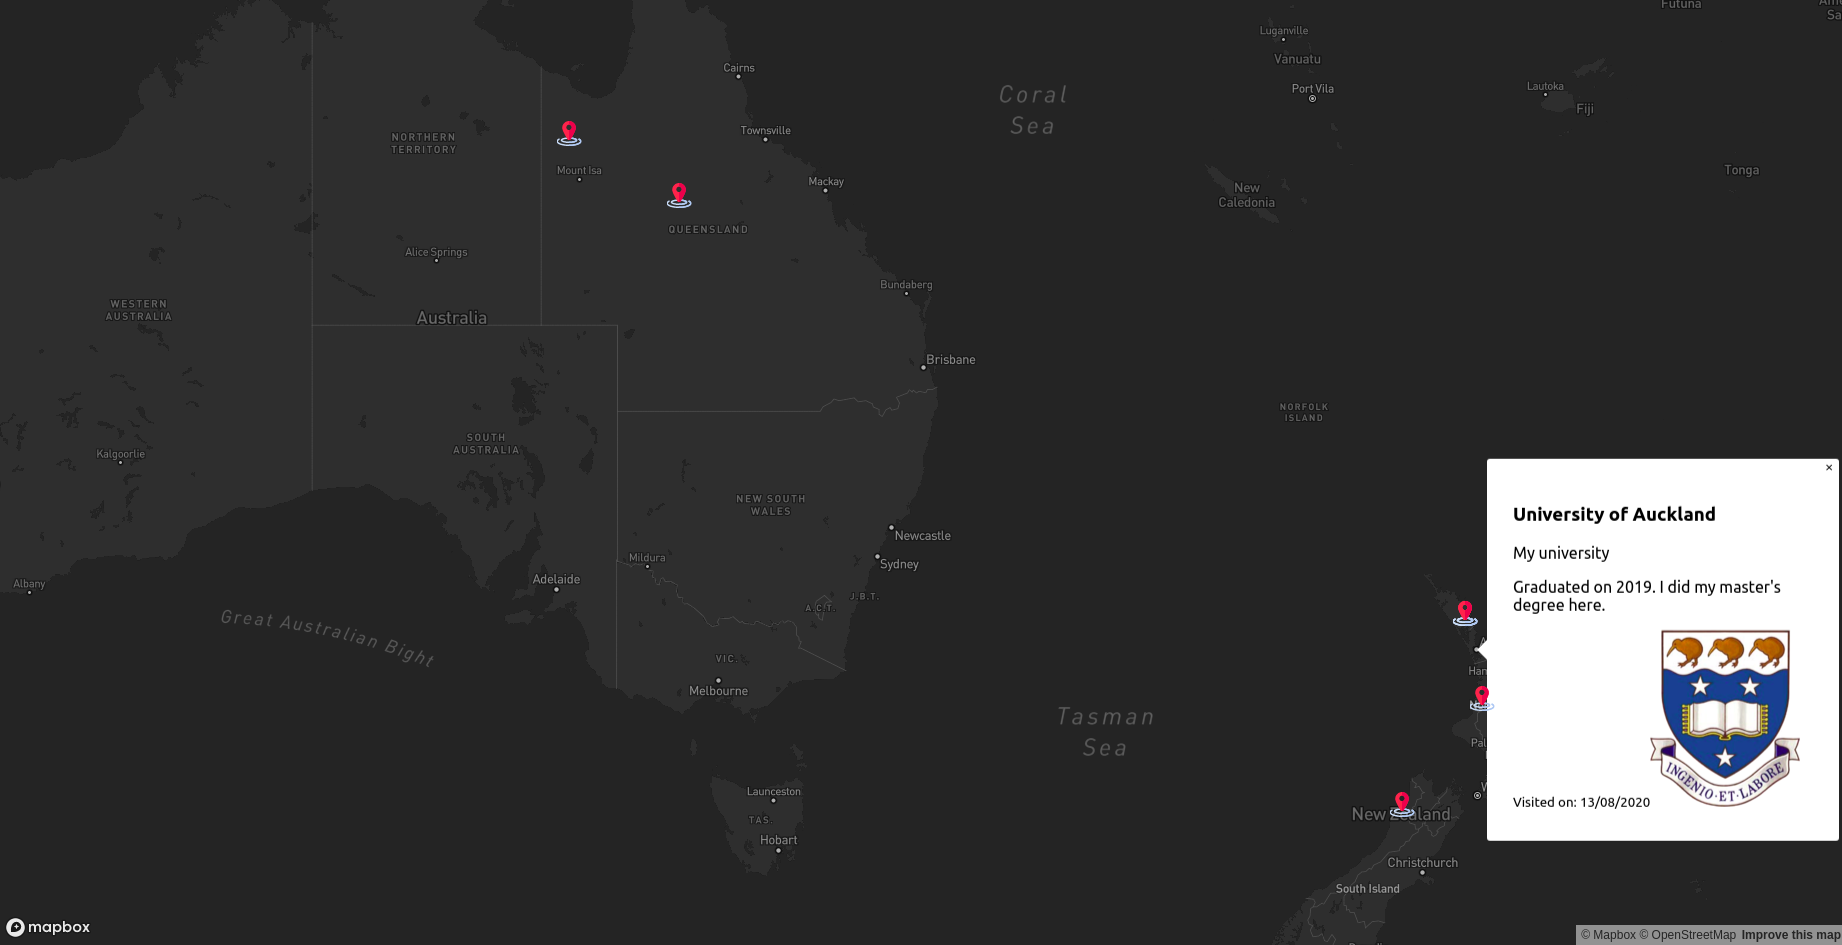 Futuna
Luganville
Vanuatu
Cairns
Coral
Sea
Port Vila
Lautoka
Fiji
NORTHERN
TERRITORY
Townsville
Mount Isa
Mackay
New
Caledonia
Tonga
QUEENSLAND
Alice Springs
Bundaberg
WESTERN
AUSTRALIA
Australia
Brisbane
NORFOLK
ISLAND
SOUTH
AUSTRALIA
Kalgoorlie
NEW SOUTH
WALES
Newcastle
Sydney
Mildura
Albany
Adelaide
J.B.T.
A.C.T.
Great Australian Bight
VIC.
Melbourne
Tasman
Sea
Launceston
TAS.
Hobart
New Zealand
Christchurch
South Island
×
University of Auckland
My university
Graduated on 2019. I did my master's
degree here.
INGENIO·ET·LABORE
Visited on: 13/08/2020
mapbox
© Mapbox © OpenStreetMap Improve this map